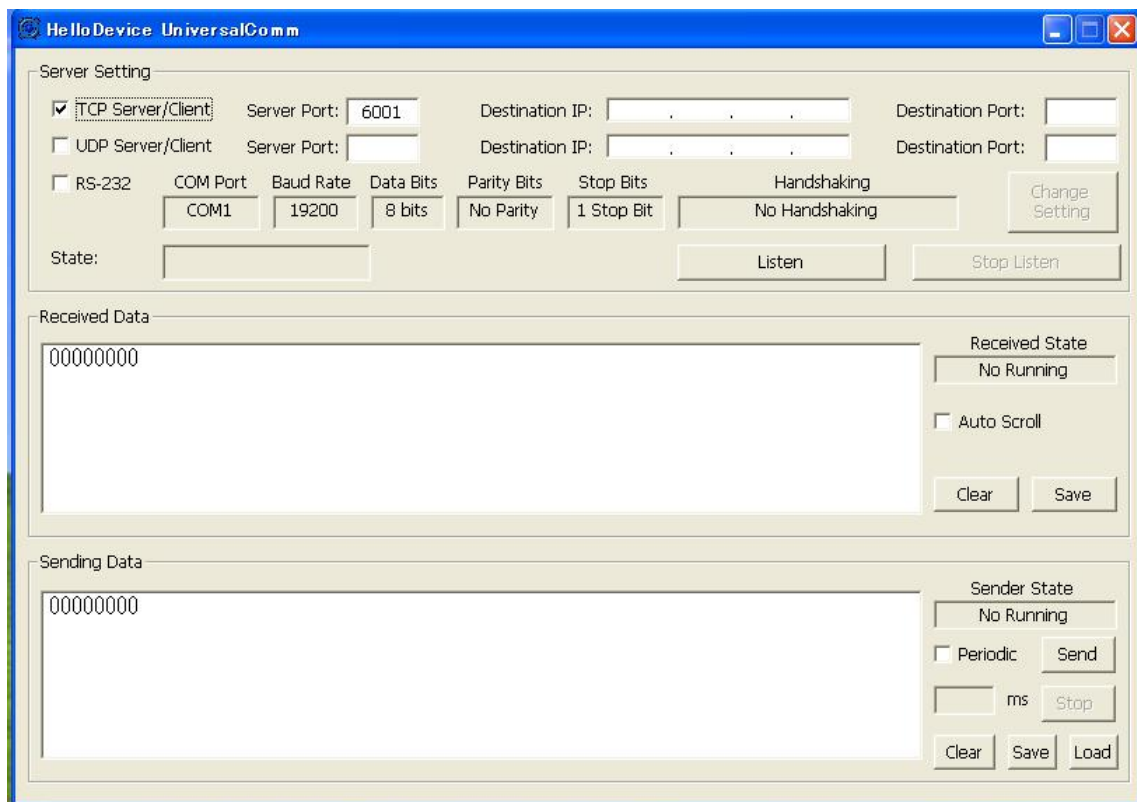 HelloDevice UniversalComm
Server Setting
TCP Server/Client Server Port: 6001 Destination IP: . . . Destination Port:
UDP Server/Client Server Port: Destination IP: . . . Destination Port:
RS-232 COM Port Baud Rate Data Bits Parity Bits Stop Bits Handshaking
COM1 19200 8 bits No Parity 1 Stop Bit No Handshaking Change Setting
State: Listen Stop Listen
Received Data
00000000
Received State
No Running
Auto Scroll
Clear Save
Sending Data
00000000
Sender State
No Running
Periodic Send
ms Stop
Clear Save Load